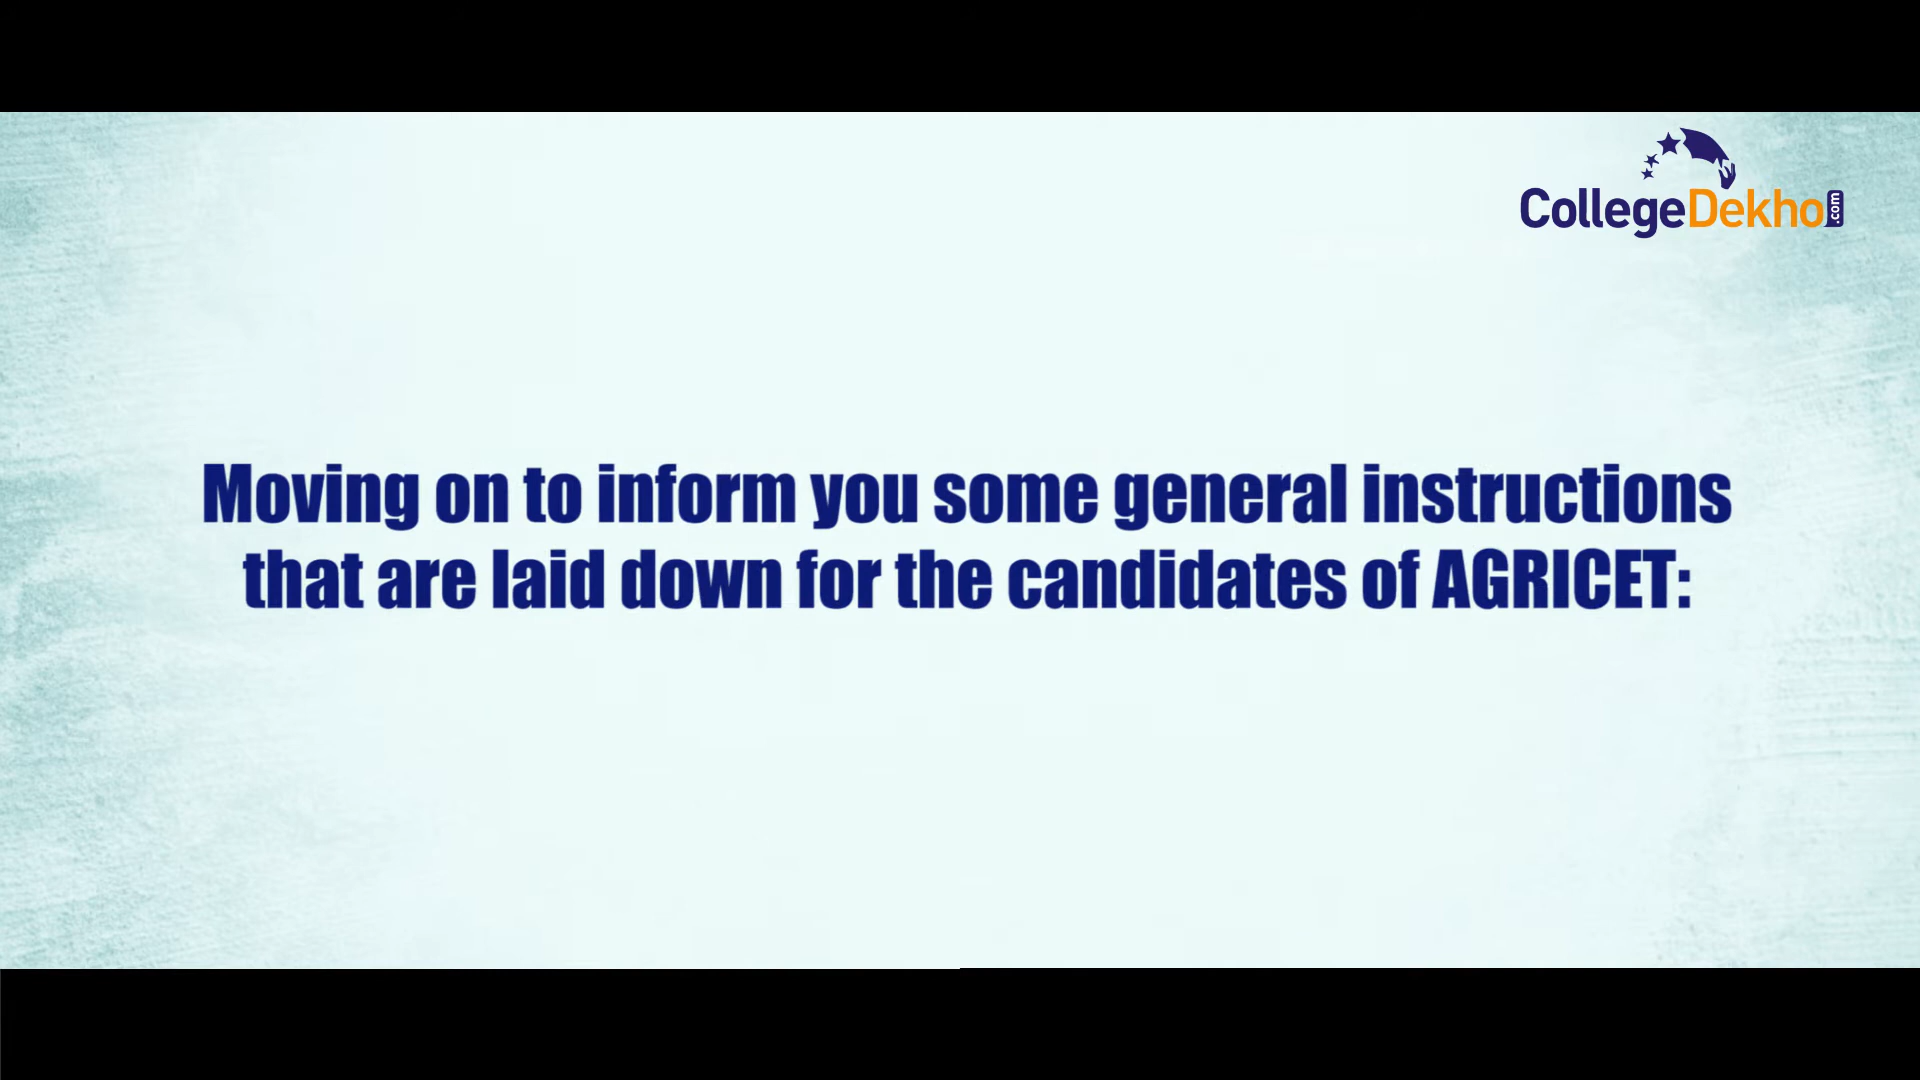 CollegeDekho.com
Moving on to inform you some general instructions
that are laid down for the candidates of AGRICET: